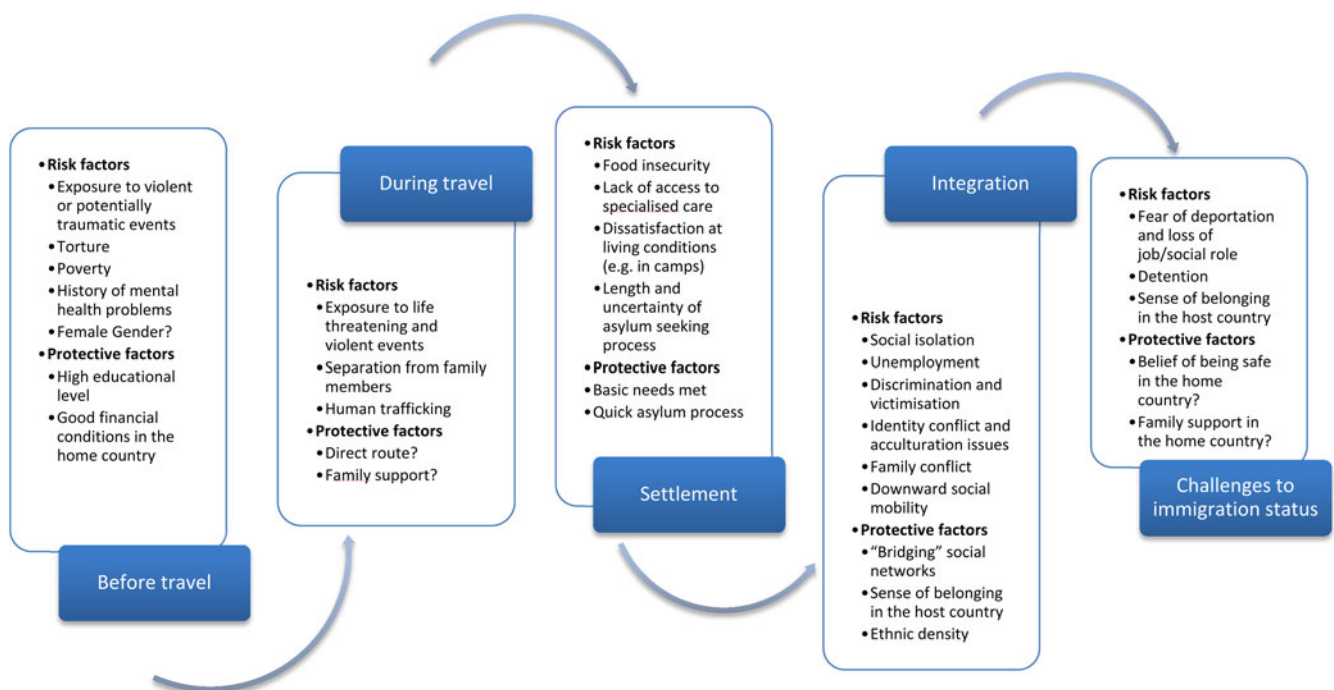 •Risk factors
•Exposure to violent
or potentially
traumatic events
•Torture
•Poverty
•History of mental
health problems
•Female Gender?
•Protective factors
•High educational
level
•Good financial
conditions in the
home country
Before travel
During travel
•Risk factors
•Exposure to life
threatening and
violent events
•Separation from family
members
•Human trafficking
•Protective factors
•Direct route?
•Family support?
•Risk factors
•Food insecurity
•Lack of access to
specialised care
•Dissatisfaction at
living conditions
(e.g. in camps)
•Length and
uncertainty of
asylum seeking
process
•Protective factors
•Basic needs met
•Quick asylum process
Settlement
Integration
•Risk factors
•Social isolation
•Unemployment
•Discrimination and
victimisation
•Identity conflict and
acculturation issues
•Family conflict
•Downward social
mobility
•Protective factors
•“Bridging” social
networks
•Sense of belonging
in the host country
•Ethnic density
•Risk factors
•Fear of deportation
and loss of
job/social role
•Detention
•Sense of belonging
in the host country
•Protective factors
•Belief of being safe
in the home
country?
•Family support in
the home country?
Challenges to
immigration status